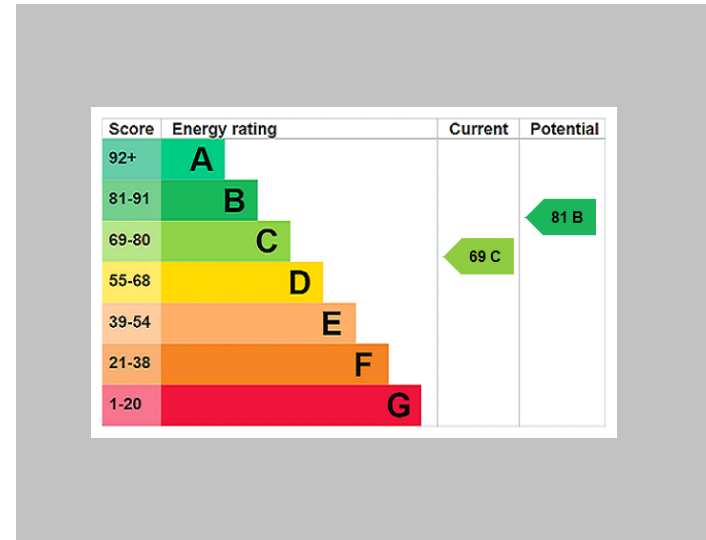 Score Energy rating Current Potential
92+ A
81-91 B
81 B
69-80 C
69 C
55-68 D
39-54 E
21-38 F
1-20 G